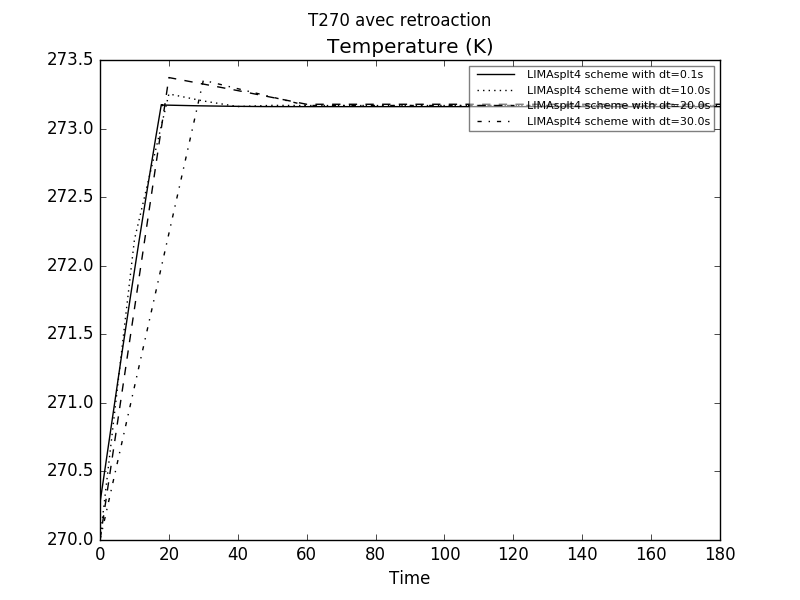 T270 avec retroaction
Temperature (K)
273.5
273.0
272.5
272.0
271.5
271.0
270.5
270.0
LIMAsplt4 scheme with dt=0.1s
LIMAsplt4 scheme with dt=10.0s
LIMAsplt4 scheme with dt=20.0s
LIMAsplt4 scheme with dt=30.0s
0 20 40 60 80 100 120 140 160 180
Time